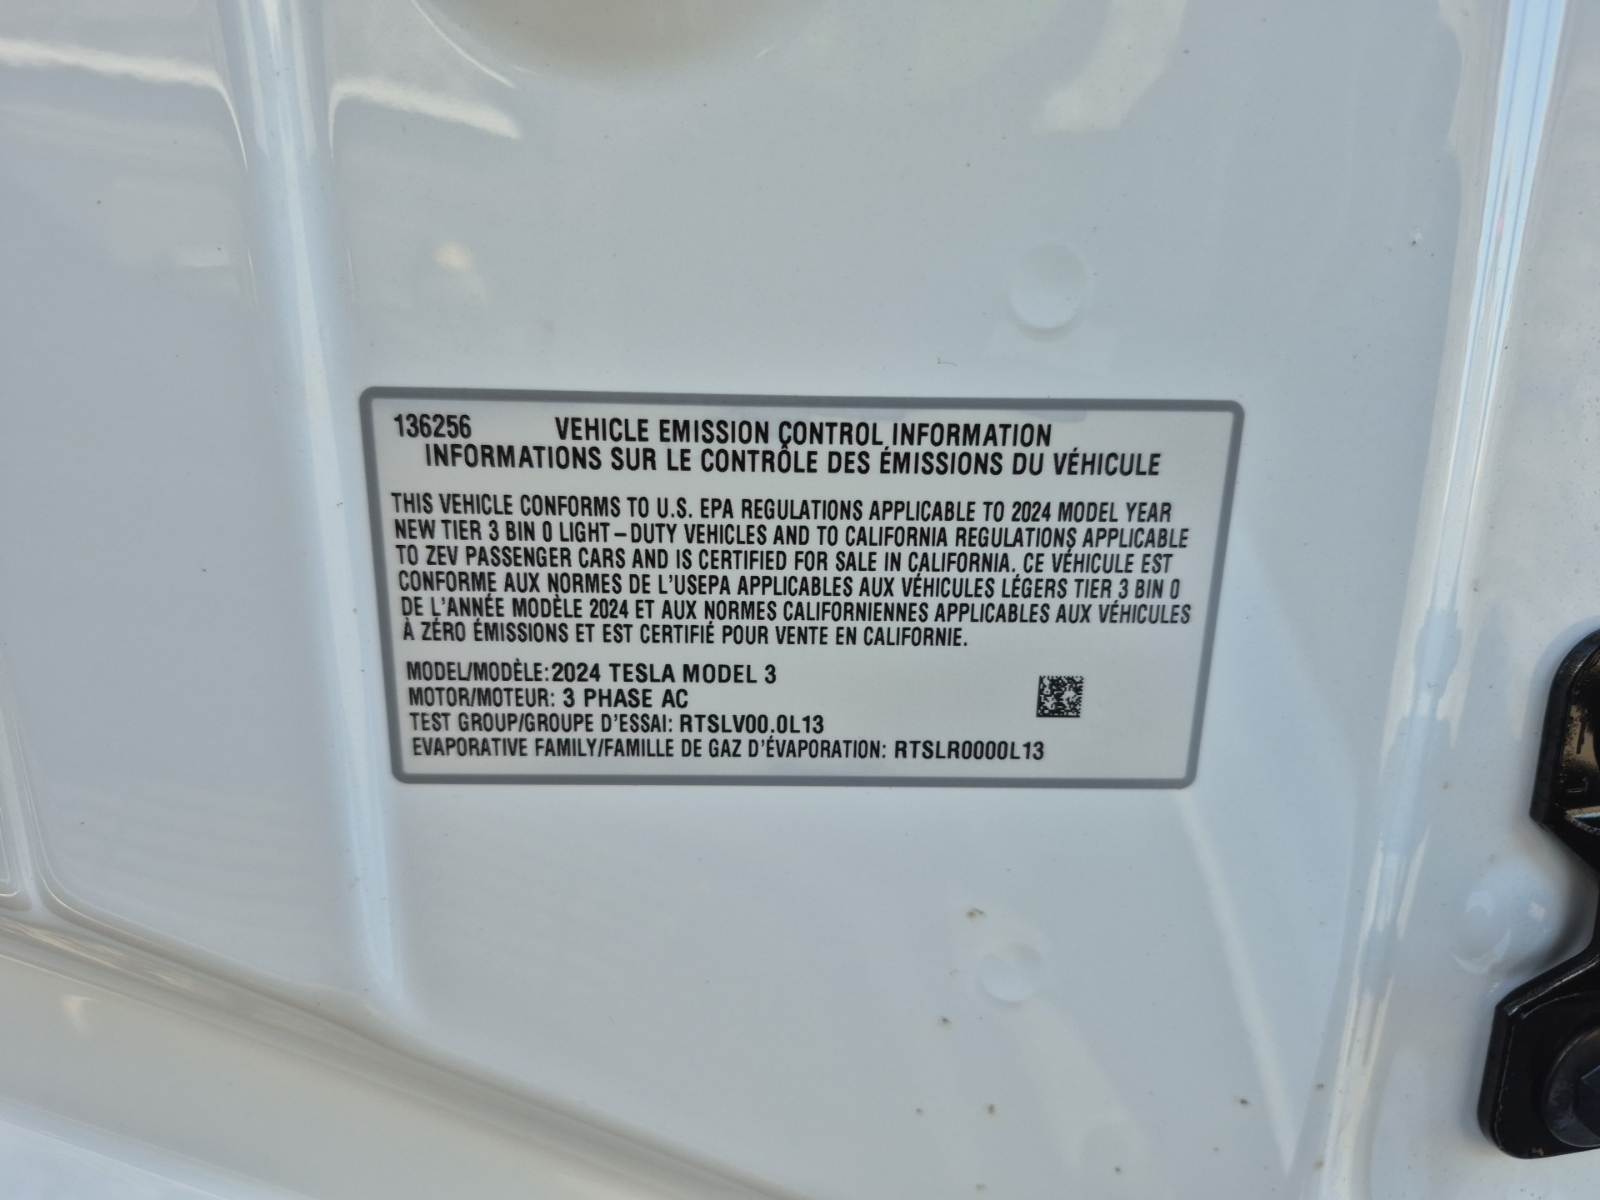 136256 VEHICLE EMISSION CONTROL INFORMATION
INFORMATIONS SUR LE CONTRÔLE DES ÉMISSIONS DU VÉHICULE
THIS VEHICLE CONFORMS TO U.S. EPA REGULATIONS APPLICABLE TO 2024 MODEL YEAR
NEW TIER 3 BIN 0 LIGHT-DUTY VEHICLES AND TO CALIFORNIA REGULATIONS APPLICABLE
TO ZEV PASSENGER CARS AND IS CERTIFIED FOR SALE IN CALIFORNIA. CE VÉHICULE EST
CONFORME AUX NORMES DE L'USEPA APPLICABLES AUX VÉHICULES LÉGERS TIER 3 BIN 0
DE L'ANNÉE MODÈLE 2024 ET AUX NORMES CALIFORNIENNES APPLICABLES AUX VÉHICULES
À ZÉRO ÉMISSIONS ET EST CERTIFIÉ POUR VENTE EN CALIFORNIE.
MODEL/MODÈLE: 2024 TESLA MODEL 3
MOTOR/MOTEUR: 3 PHASE AC
TEST GROUP/GROUPE D'ESSAI: RTSLV00.0L13
EVAPORATIVE FAMILY/FAMILLE DE GAZ D'ÉVAPORATION: RTSLR0000L13